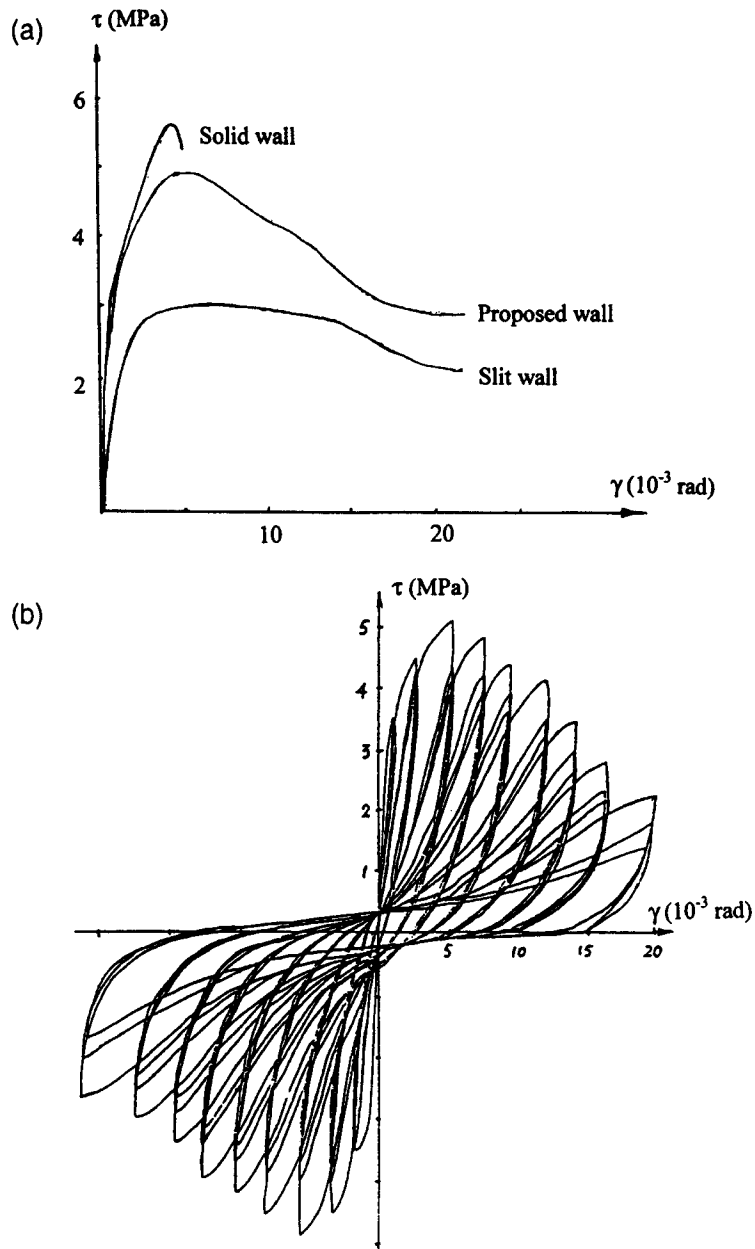 (a)
τ (MPa)
6
Solid wall
4
Proposed wall
Slit wall
2
γ (10⁻³ rad)
10
20
(b)
τ (MPa)
5
4
3
2
1
γ (10⁻³ rad)
5
10
15
20